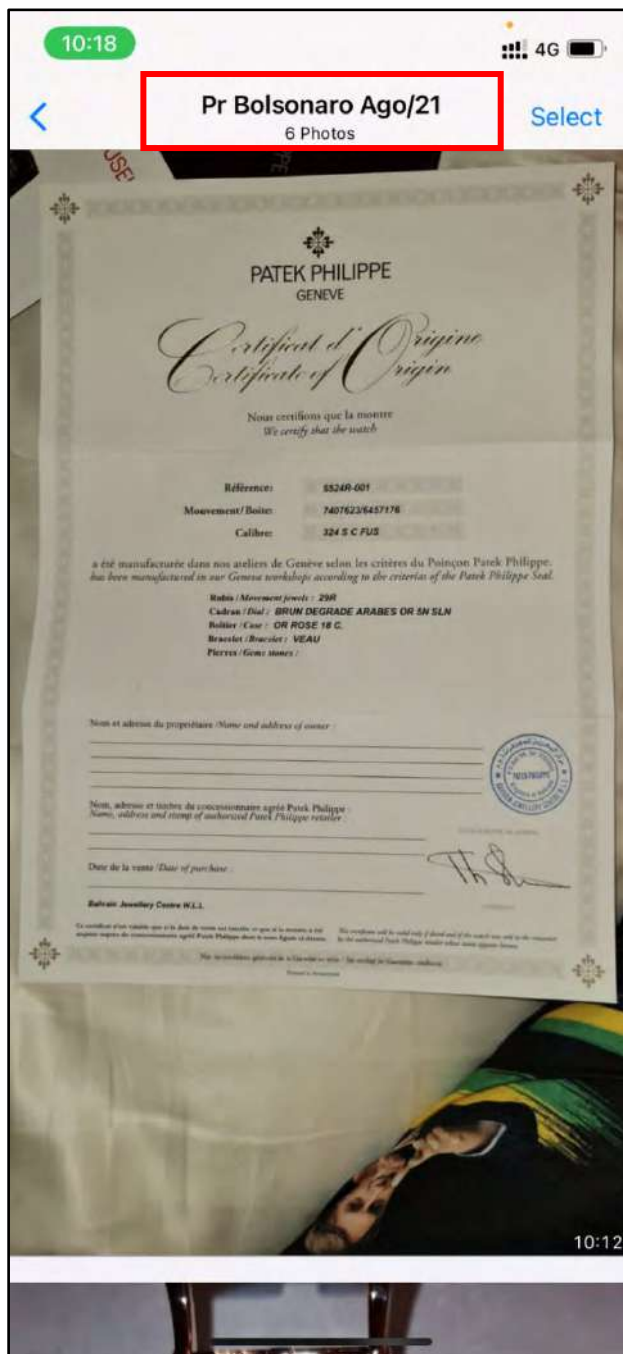 10:18
4G
Pr Bolsonaro Ago/21
6 Photos
Select
PATEK PHILIPPE
GENEVE
Certificat d'Origine
Certificate of Origin
Nous certifions que la montre
We certify that the watch
Référence: 5524R-001
Mouvement/Boite: 7407623/6457176
Calibre: 324 S C FUS
a été manufacturée dans nos ateliers de Genève selon les critères du Poinçon Patek Philippe.
has been manufactured in our Geneva workshops according to the criterias of the Patek Philippe Seal.
Rubis / Movement jewels : 29R
Cadran / Dial : BRUN DEGRADE ARABES OR 5N SLN
Boîtier / Case : OR ROSE 18 C.
Bracelet / Bracelet : VEAU
Pierres / Gems stones :
Nom et adresse du propriétaire / Name and address of owner :
Nom, adresse et timbre du concessionnaire agréé Patek Philippe :
Name, address and stamp of authorized Patek Philippe retailer :
PATEK PHILIPPE
Date de la vente / Date of purchase :
Bahrain Jewellery Centre W.L.L
10:12